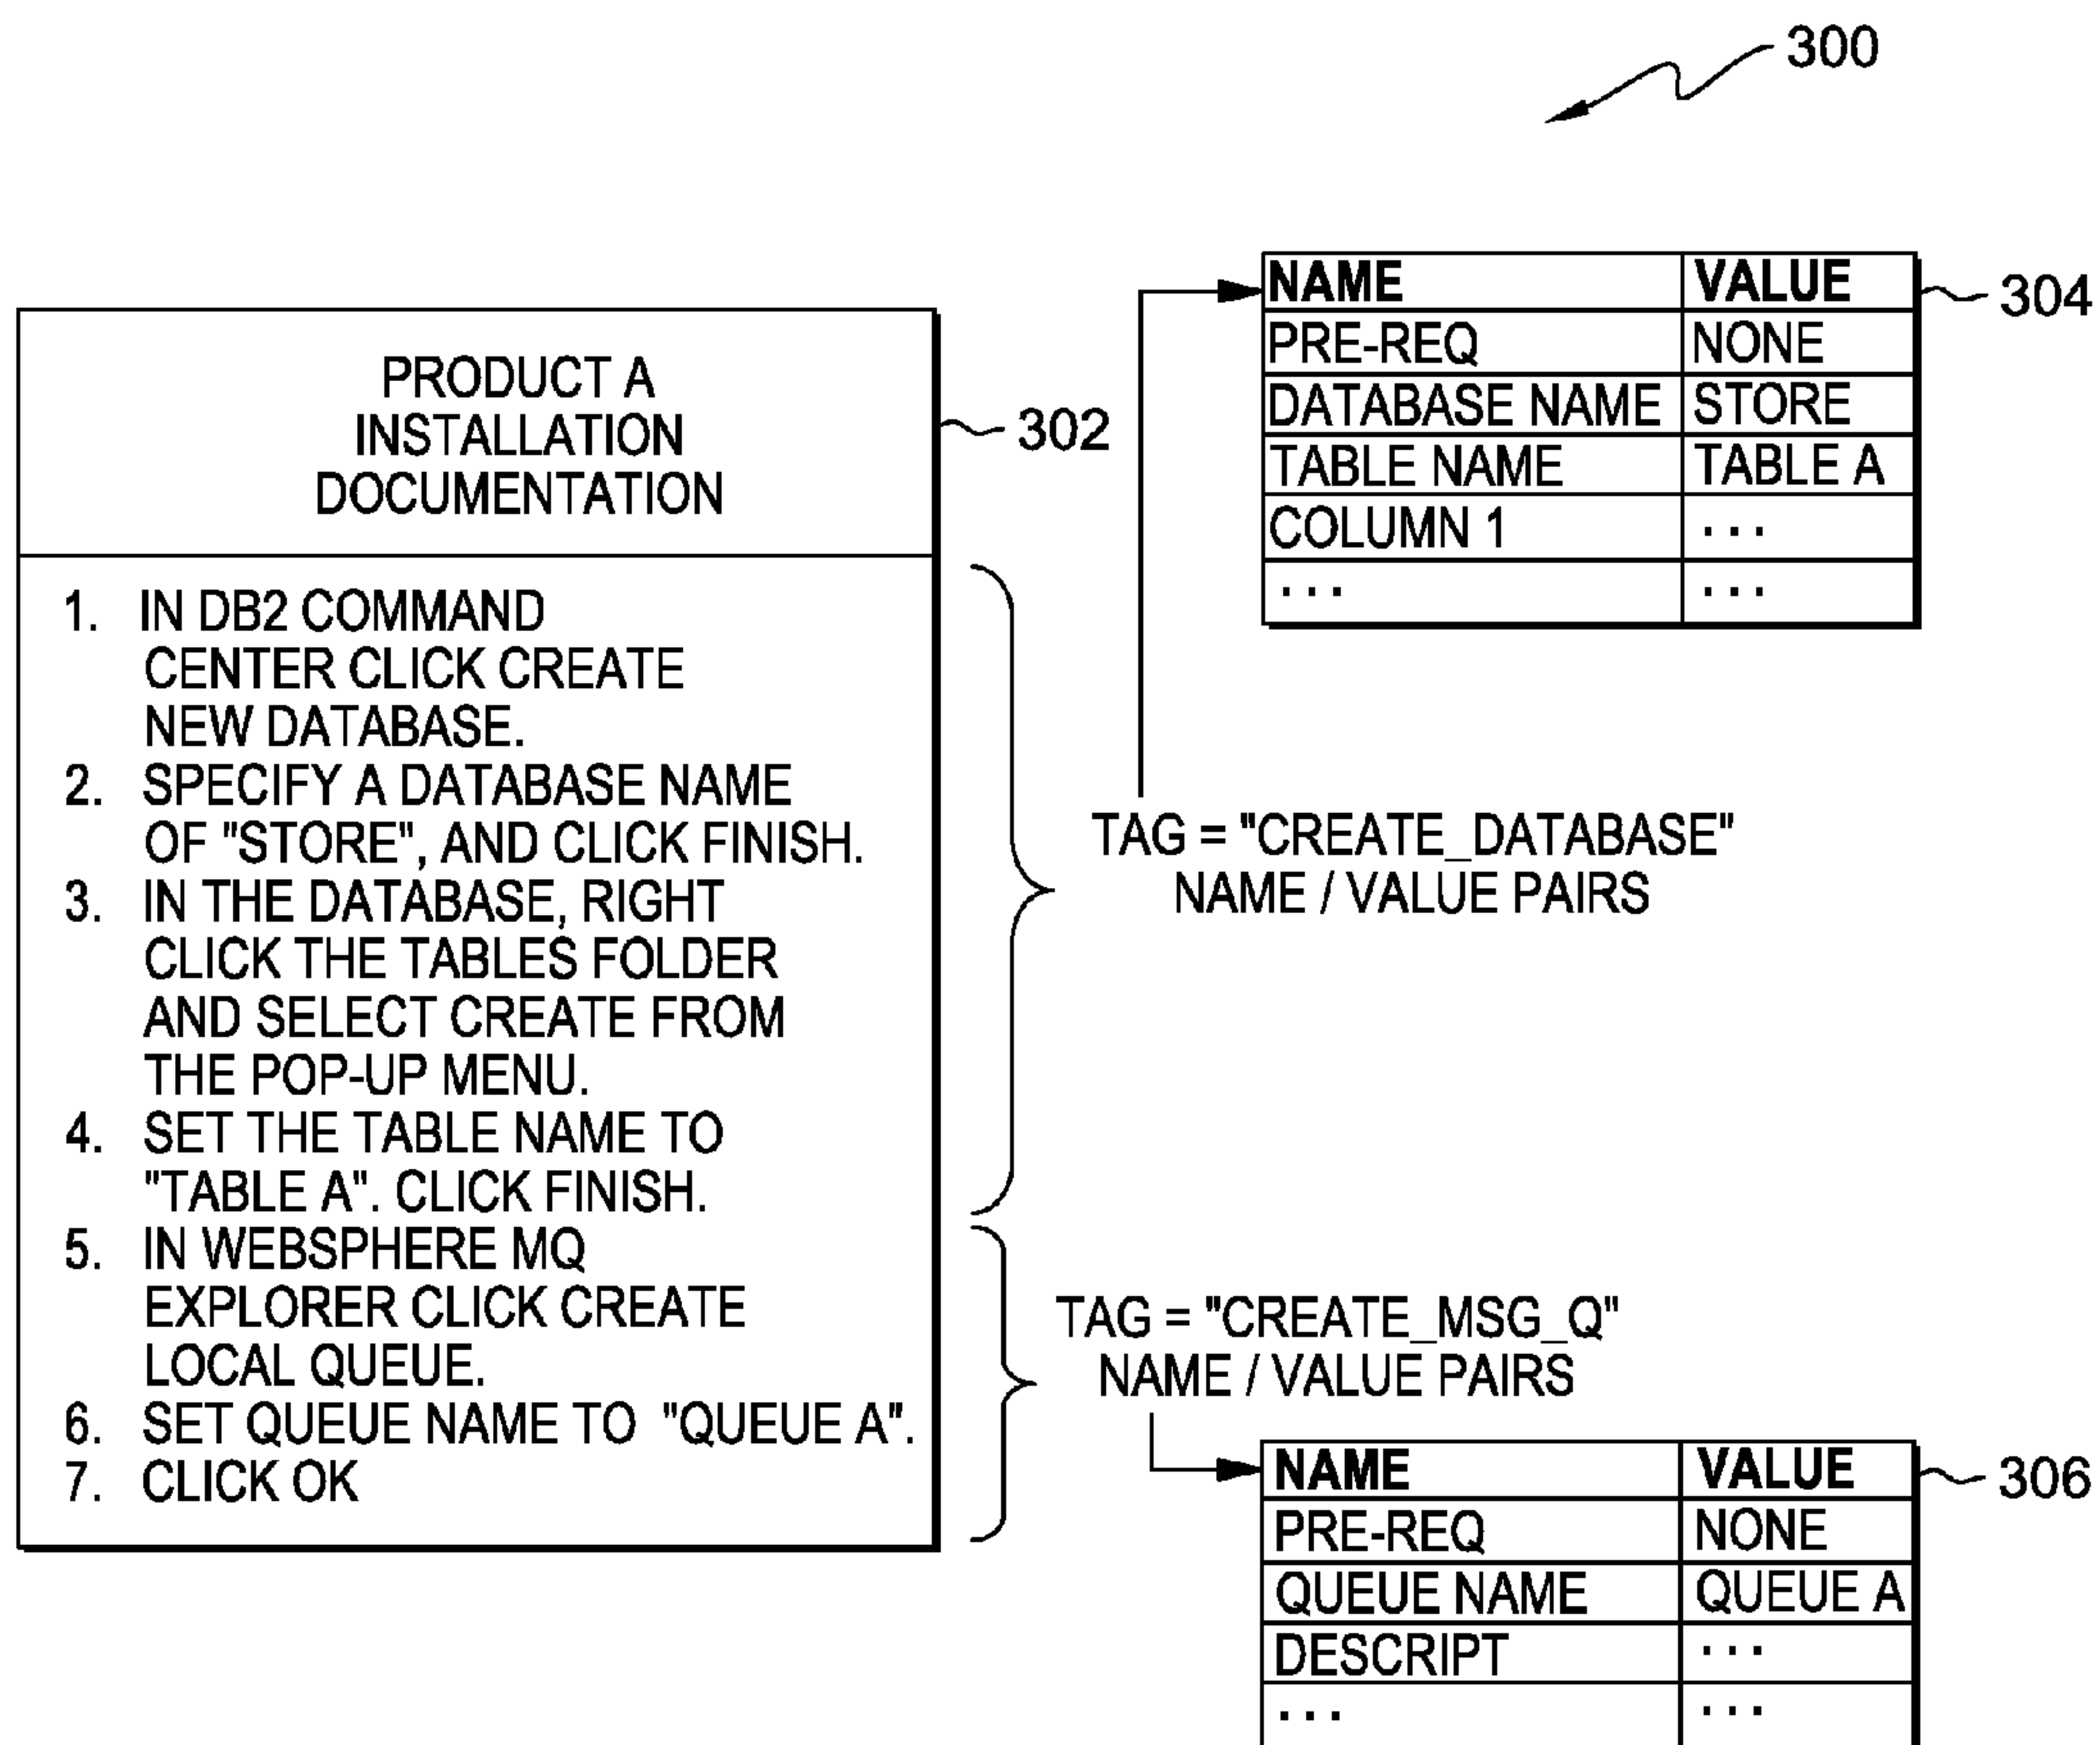 300
PRODUCT A
INSTALLATION
DOCUMENTATION
302
1. IN DB2 COMMAND
CENTER CLICK CREATE
NEW DATABASE.
2. SPECIFY A DATABASE NAME
OF "STORE", AND CLICK FINISH.
3. IN THE DATABASE, RIGHT
CLICK THE TABLES FOLDER
AND SELECT CREATE FROM
THE POP-UP MENU.
4. SET THE TABLE NAME TO
"TABLE A". CLICK FINISH.
5. IN WEBSPHERE MQ
EXPLORER CLICK CREATE
LOCAL QUEUE.
6. SET QUEUE NAME TO "QUEUE A".
7. CLICK OK
TAG = "CREATE_DATABASE"
NAME / VALUE PAIRS
NAME VALUE
304
PRE-REQ NONE
DATABASE NAME STORE
TABLE NAME TABLE A
COLUMN 1 ...
... ...
TAG = "CREATE_MSG_Q"
NAME / VALUE PAIRS
NAME VALUE
306
PRE-REQ NONE
QUEUE NAME QUEUE A
DESCRIPT ...
... ...